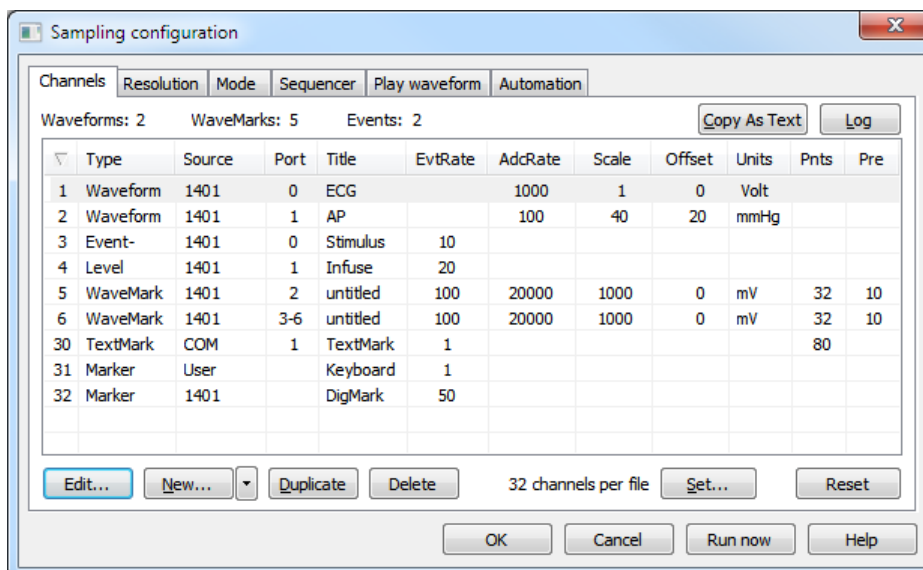 Sampling configuration
Channels Resolution Mode Sequencer Play waveform Automation
Waveforms: 2 WaveMarks: 5 Events: 2 Copy As Text Log
Type Source Port Title EvtRate AdcRate Scale Offset Units Pnts Pre
1 Waveform 1401 0 ECG 1000 1 0 Volt
2 Waveform 1401 1 AP 100 40 20 mmHg
3 Event- 1401 0 Stimulus 10
4 Level 1401 1 Infuse 20
5 WaveMark 1401 2 untitled 100 20000 1000 0 mV 32 10
6 WaveMark 1401 3-6 untitled 100 20000 1000 0 mV 32 10
30 TextMark COM 1 TextMark 1 80
31 Marker User Keyboard 1
32 Marker 1401 DigMark 50
Edit... New... Duplicate Delete 32 channels per file Set... Reset
OK Cancel Run now Help